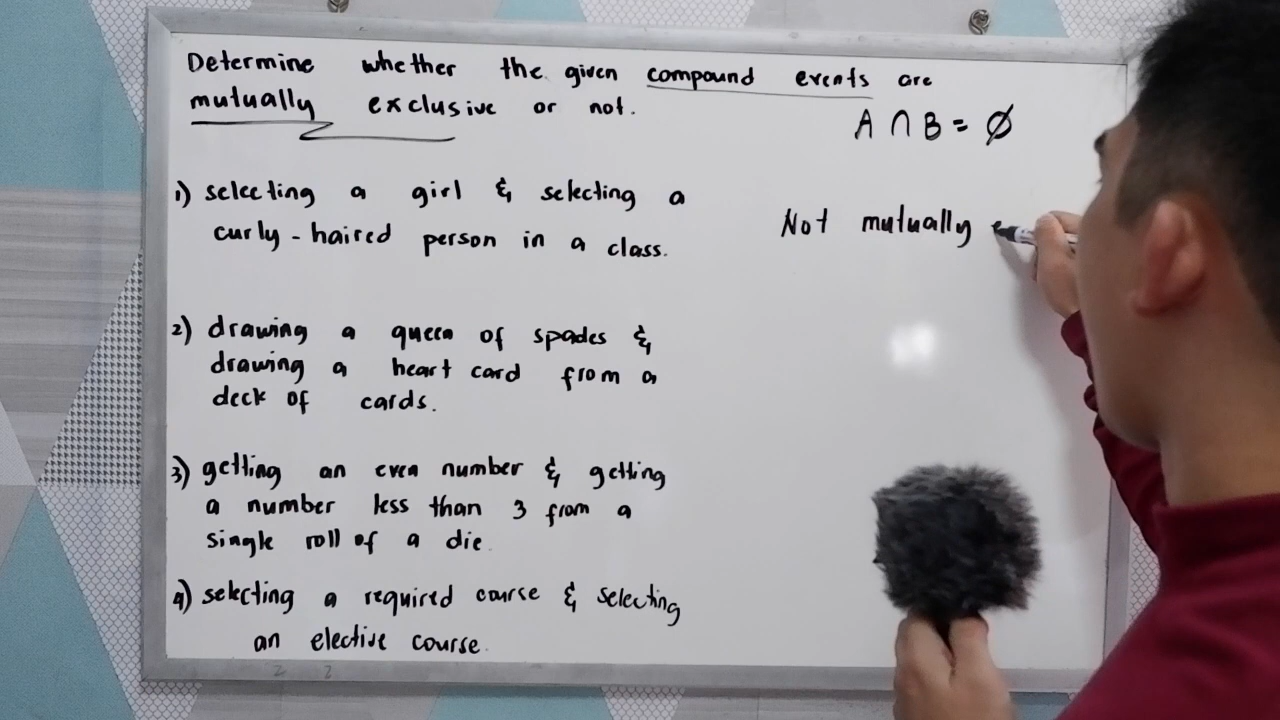 Determine whether the given compound events are
mutually exclusive or not.
A ∩ B = ∅
1) selecting a girl & selecting a
curly-haired person in a class.
Not mutually e
2) drawing a queen of spades &
drawing a heart card from a
deck of cards.
3) getting an even number & getting
a number less than 3 from a
single roll of a die.
4) selecting a required course & selecting
an elective course.